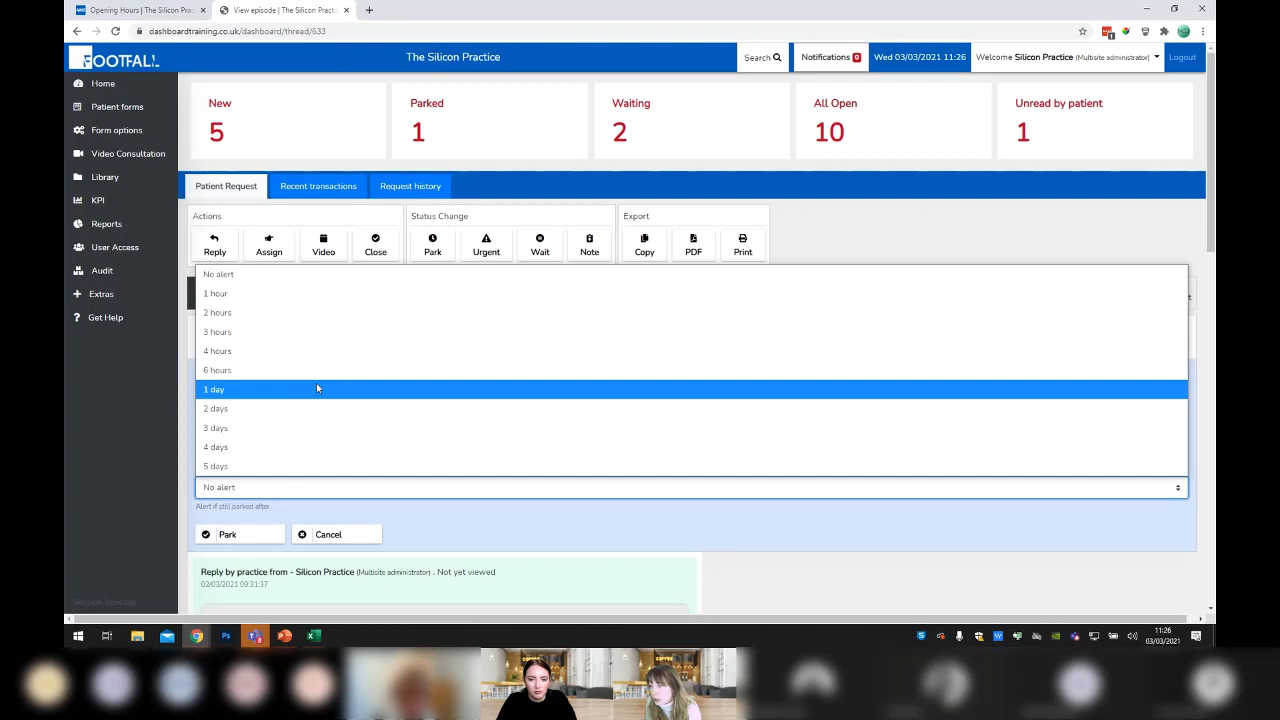 Opening Hours | The Silicon Prac
View episode | The Silicon Practi
dashboardtraining.co.uk/dashboard/thread/633
FOOTFALL
The Silicon Practice
Search
Notifications 0
Wed 03/03/2021 11:26
Welcome Silicon Practice (Multisite administrator)
Logout
Home
Patient forms
Form options
Video Consultation
Library
KPI
Reports
User Access
Audit
Extras
Get Help
Version develop
New
5
Parked
1
Waiting
2
All Open
10
Unread by patient
1
Patient Request
Recent transactions
Request history
Actions
Reply
Assign
Video
Close
Status Change
Park
Urgent
Wait
Note
Export
Copy
PDF
Print
No alert
1 hour
2 hours
3 hours
4 hours
6 hours
1 day
2 days
3 days
4 days
5 days
No alert
Alert if still parked after.
Park
Cancel
Reply by practice from - Silicon Practice (Multisite administrator) . Not yet viewed
02/03/2021 09:31:37
11:26
03/03/2021
COFFEE
COFFEE